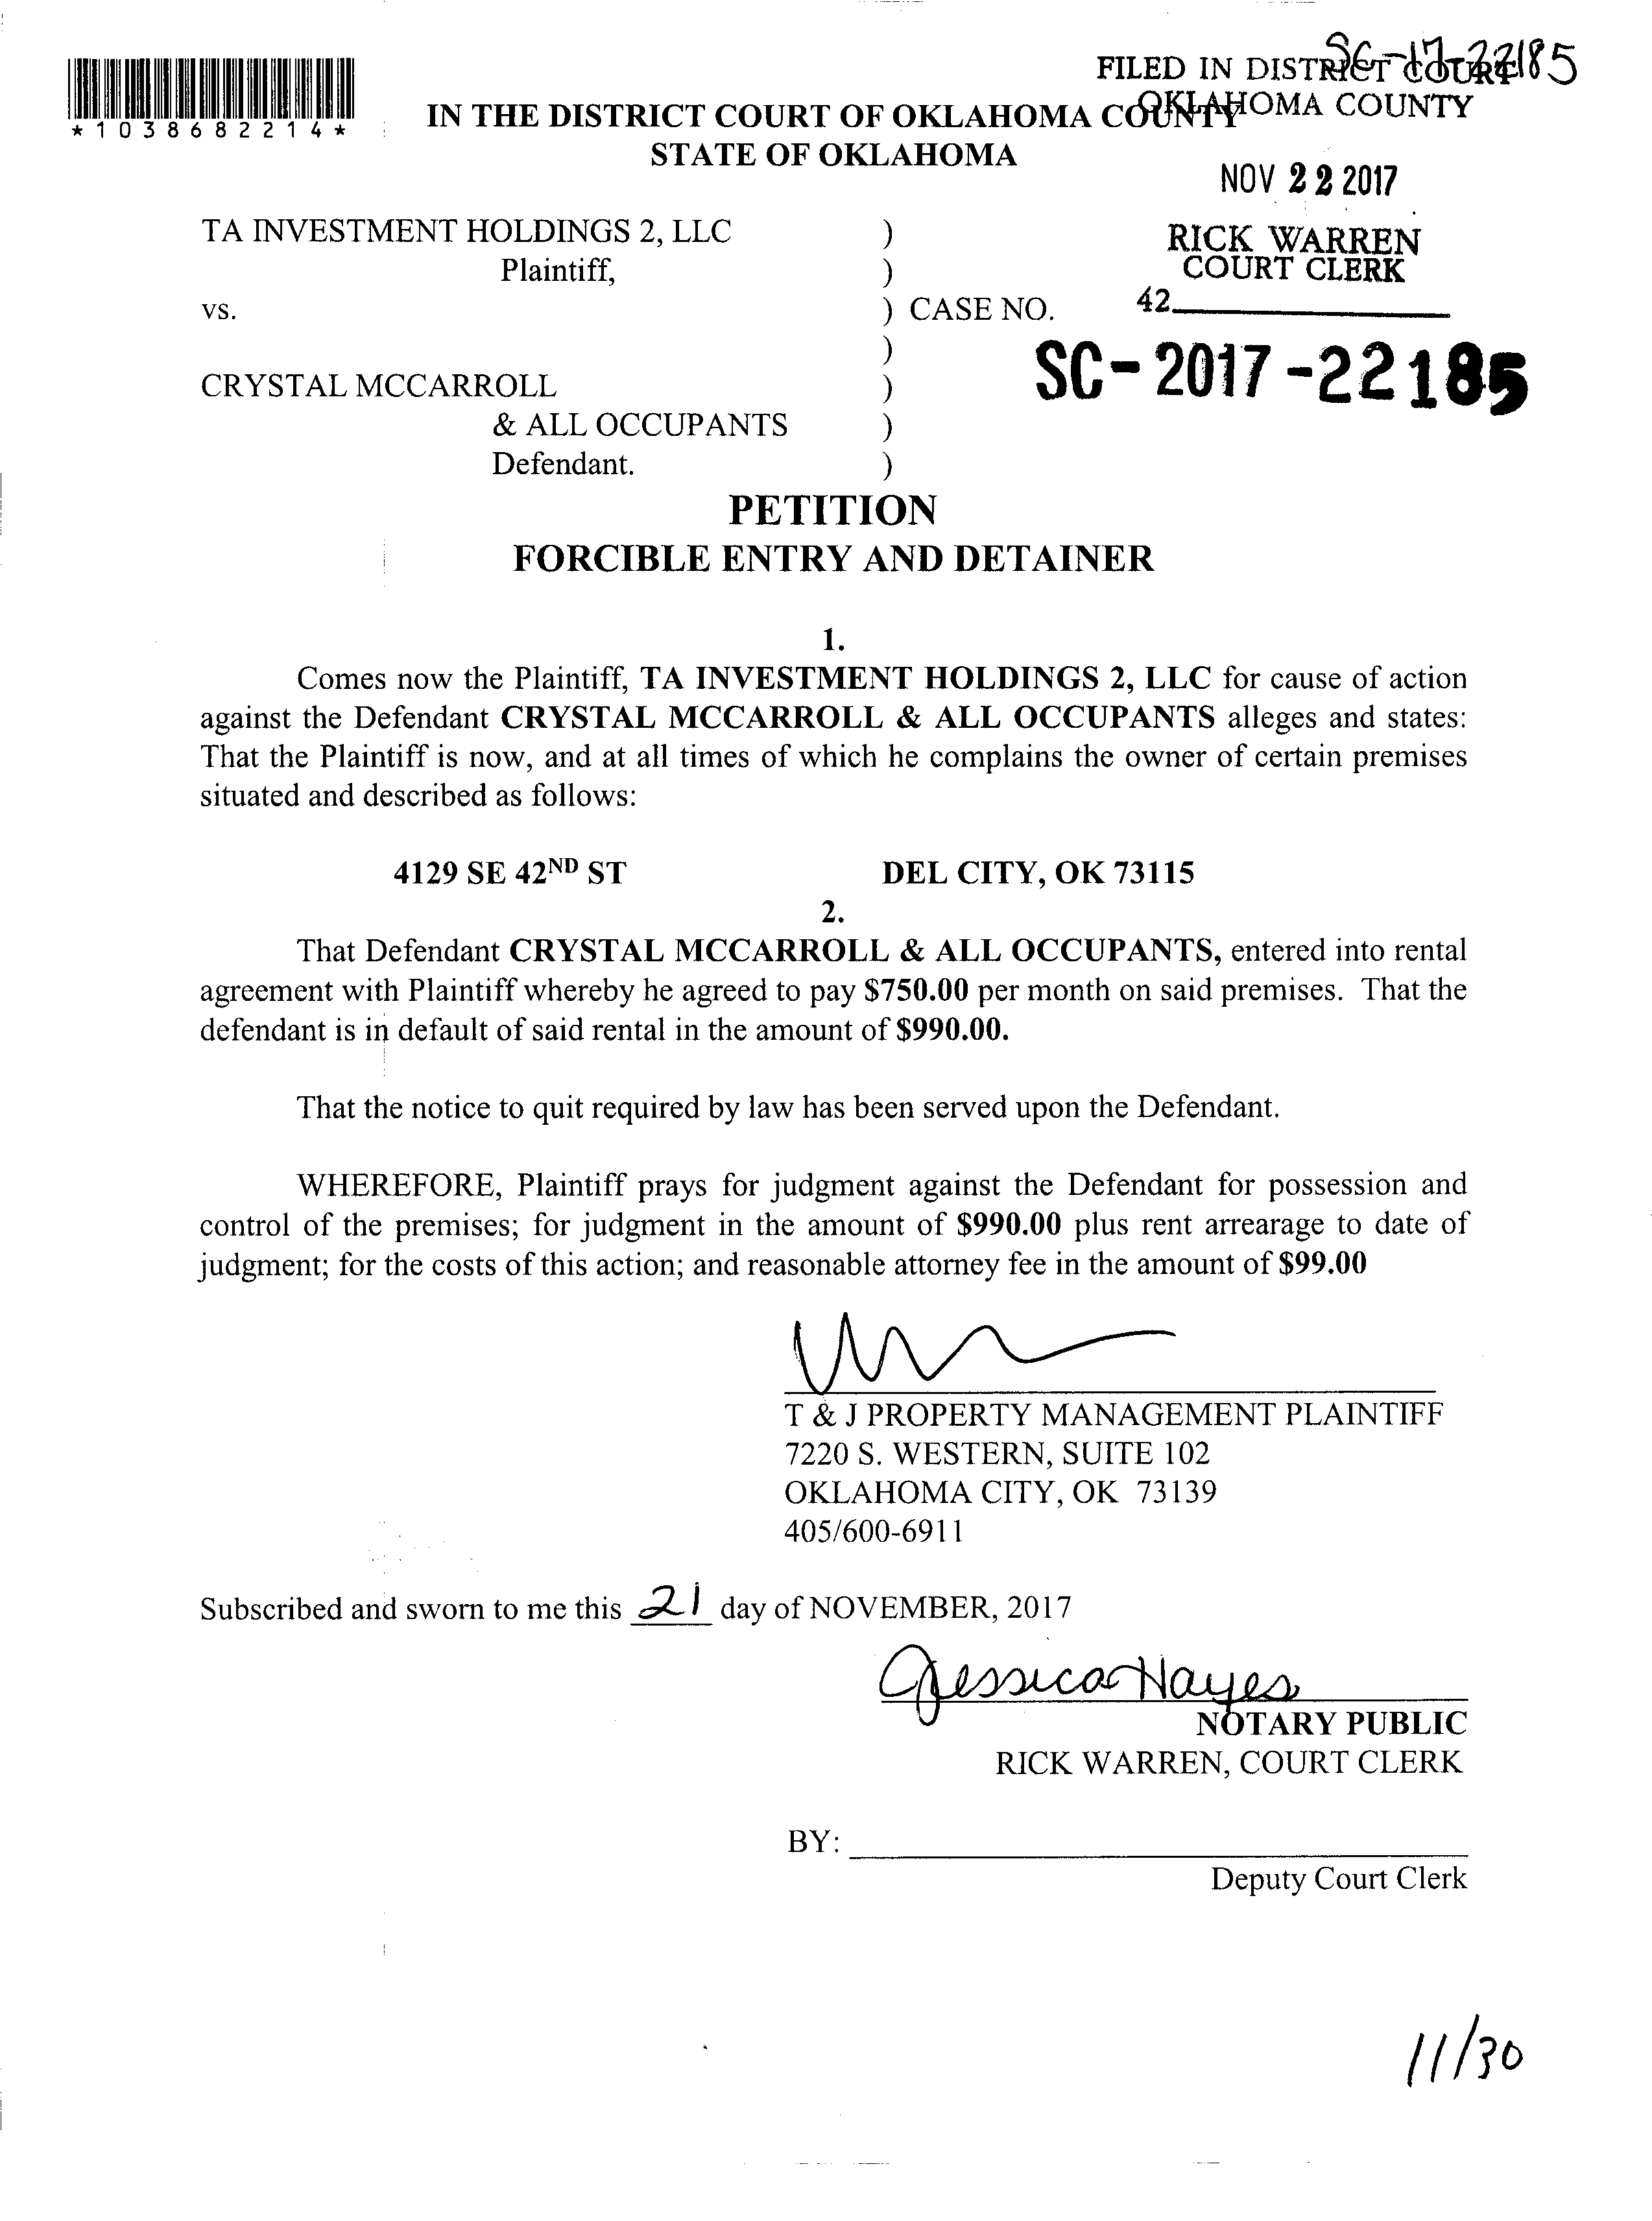 SC-17-22185
FILED IN DISTRICT COURT
OKLAHOMA COUNTY
*1038682214*
IN THE DISTRICT COURT OF OKLAHOMA COUNTY
STATE OF OKLAHOMA
NOV 22 2017
RICK WARREN
COURT CLERK
42
TA INVESTMENT HOLDINGS 2, LLC )
Plaintiff, )
vs. ) CASE NO.
)
SC-2017-22185
CRYSTAL MCCARROLL )
& ALL OCCUPANTS )
Defendant. )
PETITION
FORCIBLE ENTRY AND DETAINER
1.
Comes now the Plaintiff, TA INVESTMENT HOLDINGS 2, LLC for cause of action
against the Defendant CRYSTAL MCCARROLL & ALL OCCUPANTS alleges and states:
That the Plaintiff is now, and at all times of which he complains the owner of certain premises
situated and described as follows:
4129 SE 42ND ST DEL CITY, OK 73115
2.
That Defendant CRYSTAL MCCARROLL & ALL OCCUPANTS, entered into rental
agreement with Plaintiff whereby he agreed to pay $750.00 per month on said premises. That the
defendant is in default of said rental in the amount of $990.00.
That the notice to quit required by law has been served upon the Defendant.
WHEREFORE, Plaintiff prays for judgment against the Defendant for possession and
control of the premises; for judgment in the amount of $990.00 plus rent arrearage to date of
judgment; for the costs of this action; and reasonable attorney fee in the amount of $99.00
T & J PROPERTY MANAGEMENT PLAINTIFF
7220 S. WESTERN, SUITE 102
OKLAHOMA CITY, OK 73139
405/600-6911
Subscribed and sworn to me this 21 day of NOVEMBER, 2017
Jessica Hayes
NOTARY PUBLIC
RICK WARREN, COURT CLERK
BY:
Deputy Court Clerk
11/30